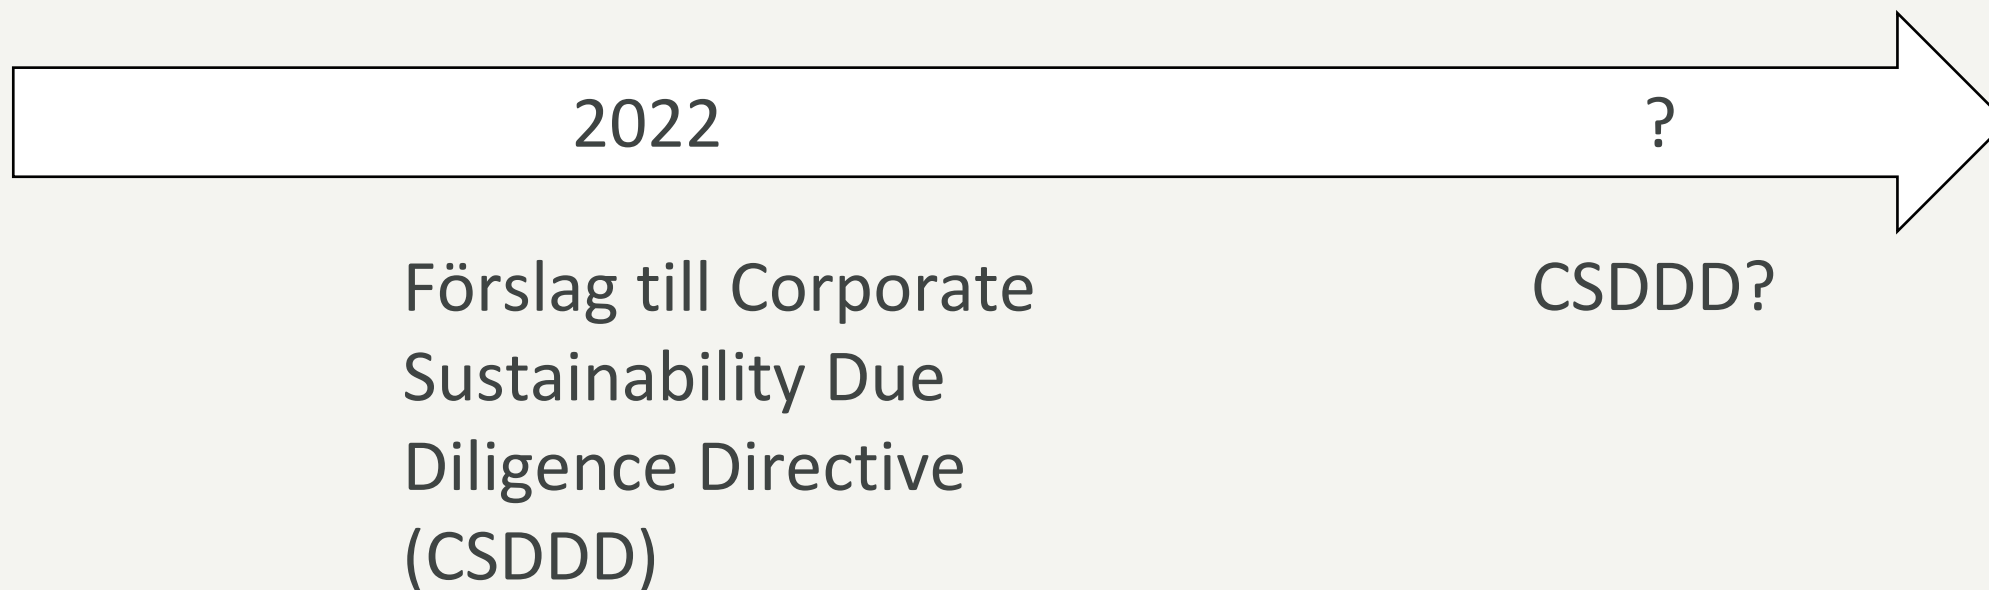 2022
?
Förslag till Corporate
Sustainability Due
Diligence Directive
(CSDDD)
CSDDD?